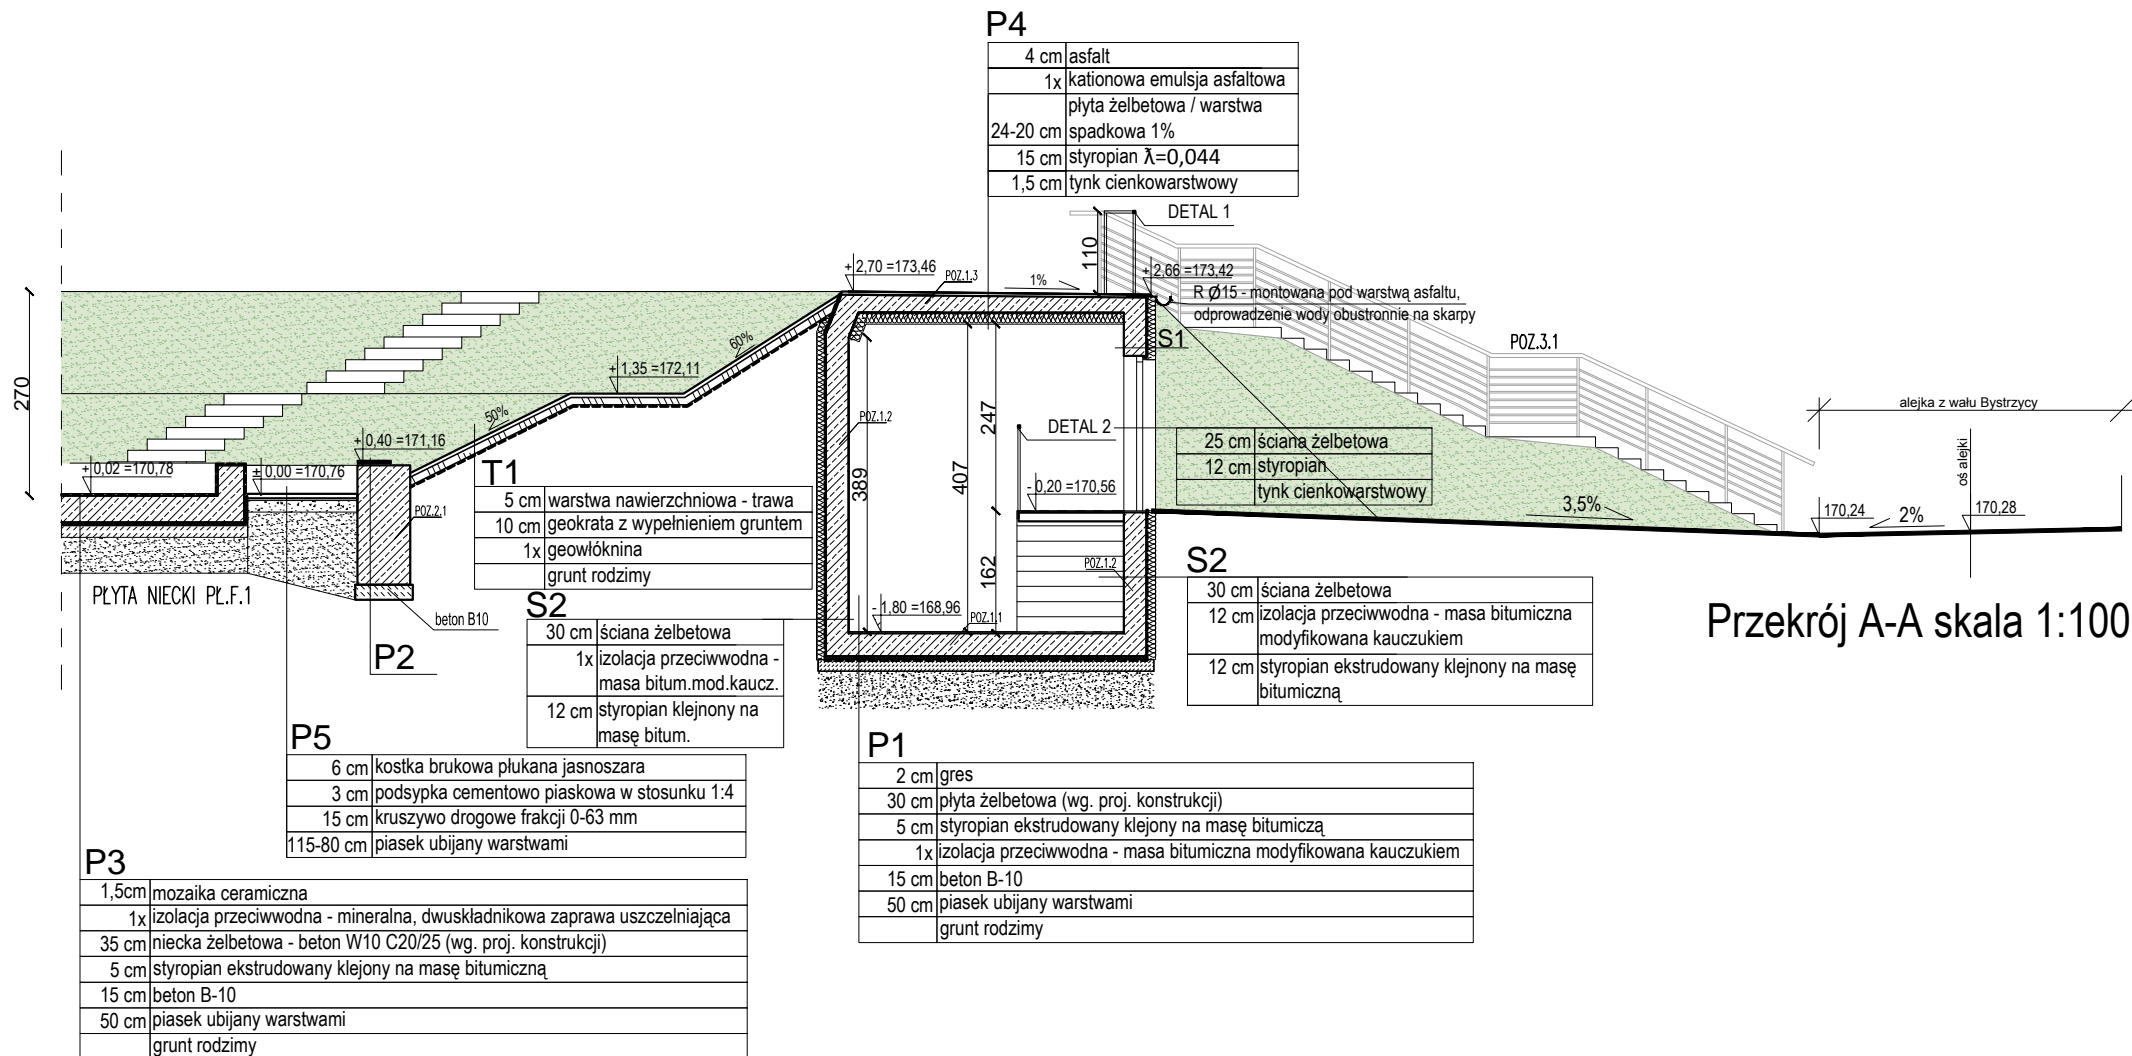 P4
4 cm asfalt
1x kationowa emulsja asfaltowa
płyta żelbetowa / warstwa
24-20 cm spadkowa 1%
15 cm styropian λ=0,044
1,5 cm tynk cienkowarstwowy
DETAL 1
110
+ 2,70 =173,46
POZ.1.3
1%
+ 2,66 =173,42
R Ø15 - montowana pod warstwą asfaltu,
odprowadzenie wody obustronnie na skarpy
S1
POZ.3.1
270
60%
+ 1,35 =172,11
50%
+ 0,40 =171,16
+ 0,02 =170,78
± 0,00 =170,76
POZ.1.2
POZ.2.1
389
407
247
162
DETAL 2
- 0,20 =170,56
25 cm ściana żelbetowa
12 cm styropian
tynk cienkowarstwowy
alejka z wału Bystrzycy
oś alejki
3,5%
170,24
2%
170,28
T1
5 cm warstwa nawierzchniowa - trawa
10 cm geokrata z wypełnieniem gruntem
1x geowłóknina
grunt rodzimy
PŁYTA NIECKI PŁ.F.1
beton B10
P2
S2
30 cm ściana żelbetowa
1x izolacja przeciwwodna -
masa bitum.mod.kaucz.
12 cm styropian klejnony na
masę bitum.
- 1,80 =168,96
POZ.1.1
POZ.1.2
S2
30 cm ściana żelbetowa
12 cm izolacja przeciwwodna - masa bitumiczna
modyfikowana kauczukiem
12 cm styropian ekstrudowany klejnony na masę
bitumiczną
Przekrój A-A skala 1:100
P5
6 cm kostka brukowa płukana jasnoszara
3 cm podsypka cementowo piaskowa w stosunku 1:4
15 cm kruszywo drogowe frakcji 0-63 mm
115-80 cm piasek ubijany warstwami
P1
2 cm gres
30 cm płyta żelbetowa (wg. proj. konstrukcji)
5 cm styropian ekstrudowany klejony na masę bitumiczą
1x izolacja przeciwwodna - masa bitumiczna modyfikowana kauczukiem
15 cm beton B-10
50 cm piasek ubijany warstwami
grunt rodzimy
P3
1,5cm mozaika ceramiczna
1x izolacja przeciwwodna - mineralna, dwuskładnikowa zaprawa uszczelniająca
35 cm niecka żelbetowa - beton W10 C20/25 (wg. proj. konstrukcji)
5 cm styropian ekstrudowany klejony na masę bitumiczną
15 cm beton B-10
50 cm piasek ubijany warstwami
grunt rodzimy